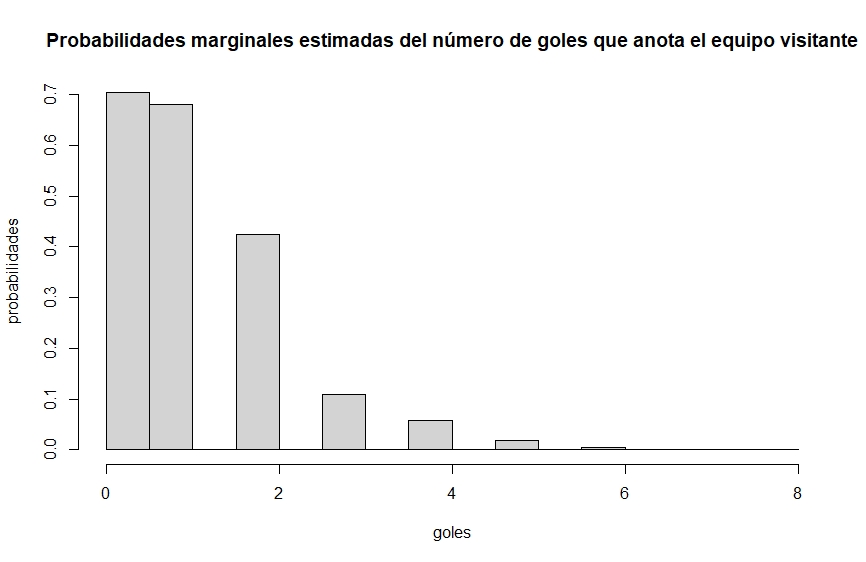 Probabilidades marginales estimadas del número de goles que anota el equipo visitante
probabilidades
0.7
0.6
0.5
0.4
0.3
0.2
0.1
0.0
0 2 4 6 8
goles